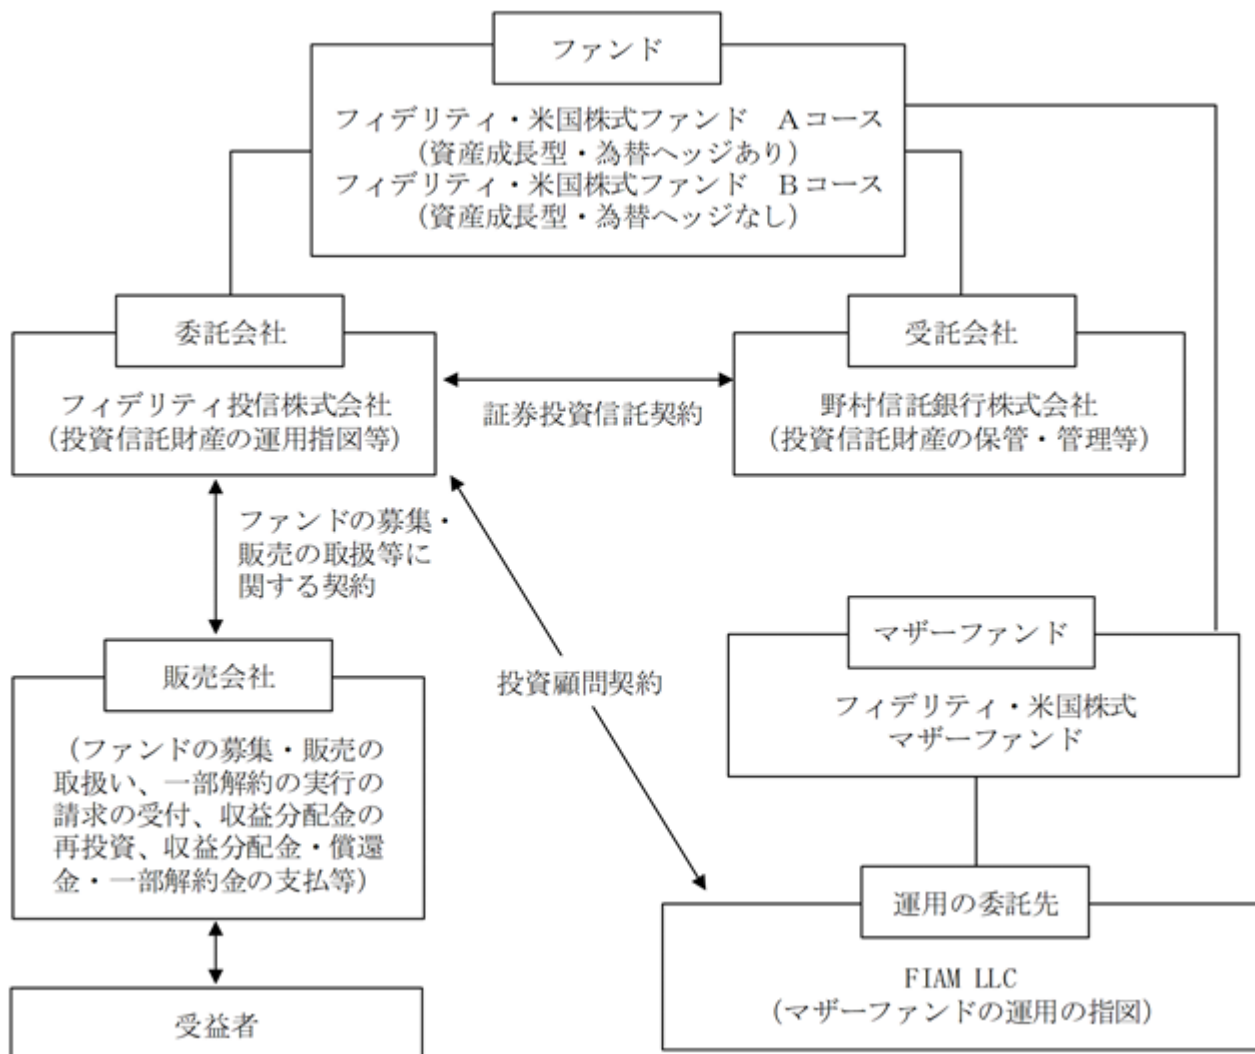 ファンド
フィデリティ・米国株式ファンド　Ａコース
（資産成長型・為替ヘッジあり）
フィデリティ・米国株式ファンド　Ｂコース
（資産成長型・為替ヘッジなし）
委託会社
フィデリティ投信株式会社
（投資信託財産の運用指図等）
証券投資信託契約
受託会社
野村信託銀行株式会社
（投資信託財産の保管・管理等）
ファンドの募集・
販売の取扱等に
関する契約
販売会社
（ファンドの募集・販売の
取扱い、一部解約の実行の
請求の受付、収益分配金の
再投資、収益分配金・償還
金・一部解約金の支払等）
投資顧問契約
マザーファンド
フィデリティ・米国株式
マザーファンド
運用の委託先
FIAM LLC
（マザーファンドの運用の指図）
受益者